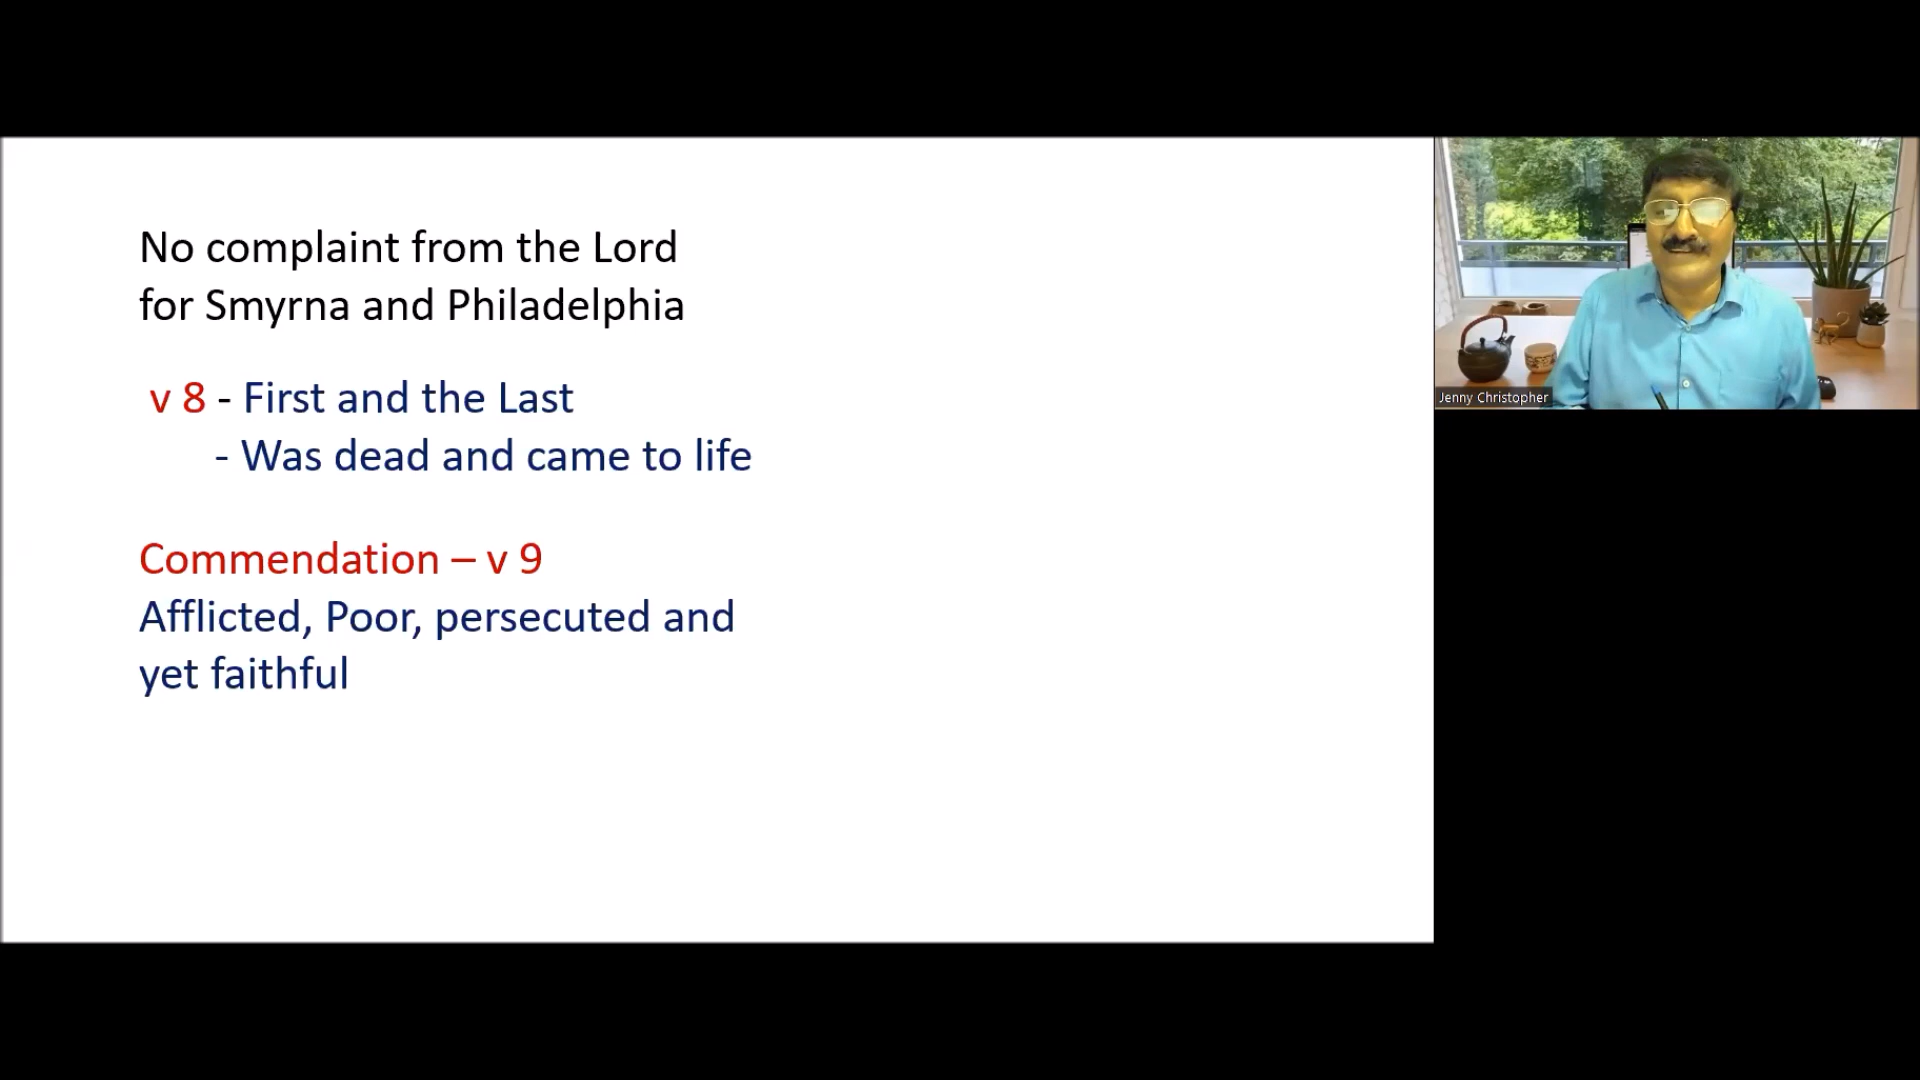 No complaint from the Lord
for Smyrna and Philadelphia
v 8 - First and the Last
- Was dead and came to life
Commendation – v 9
Afflicted, Poor, persecuted and
yet faithful
Jenny Christopher